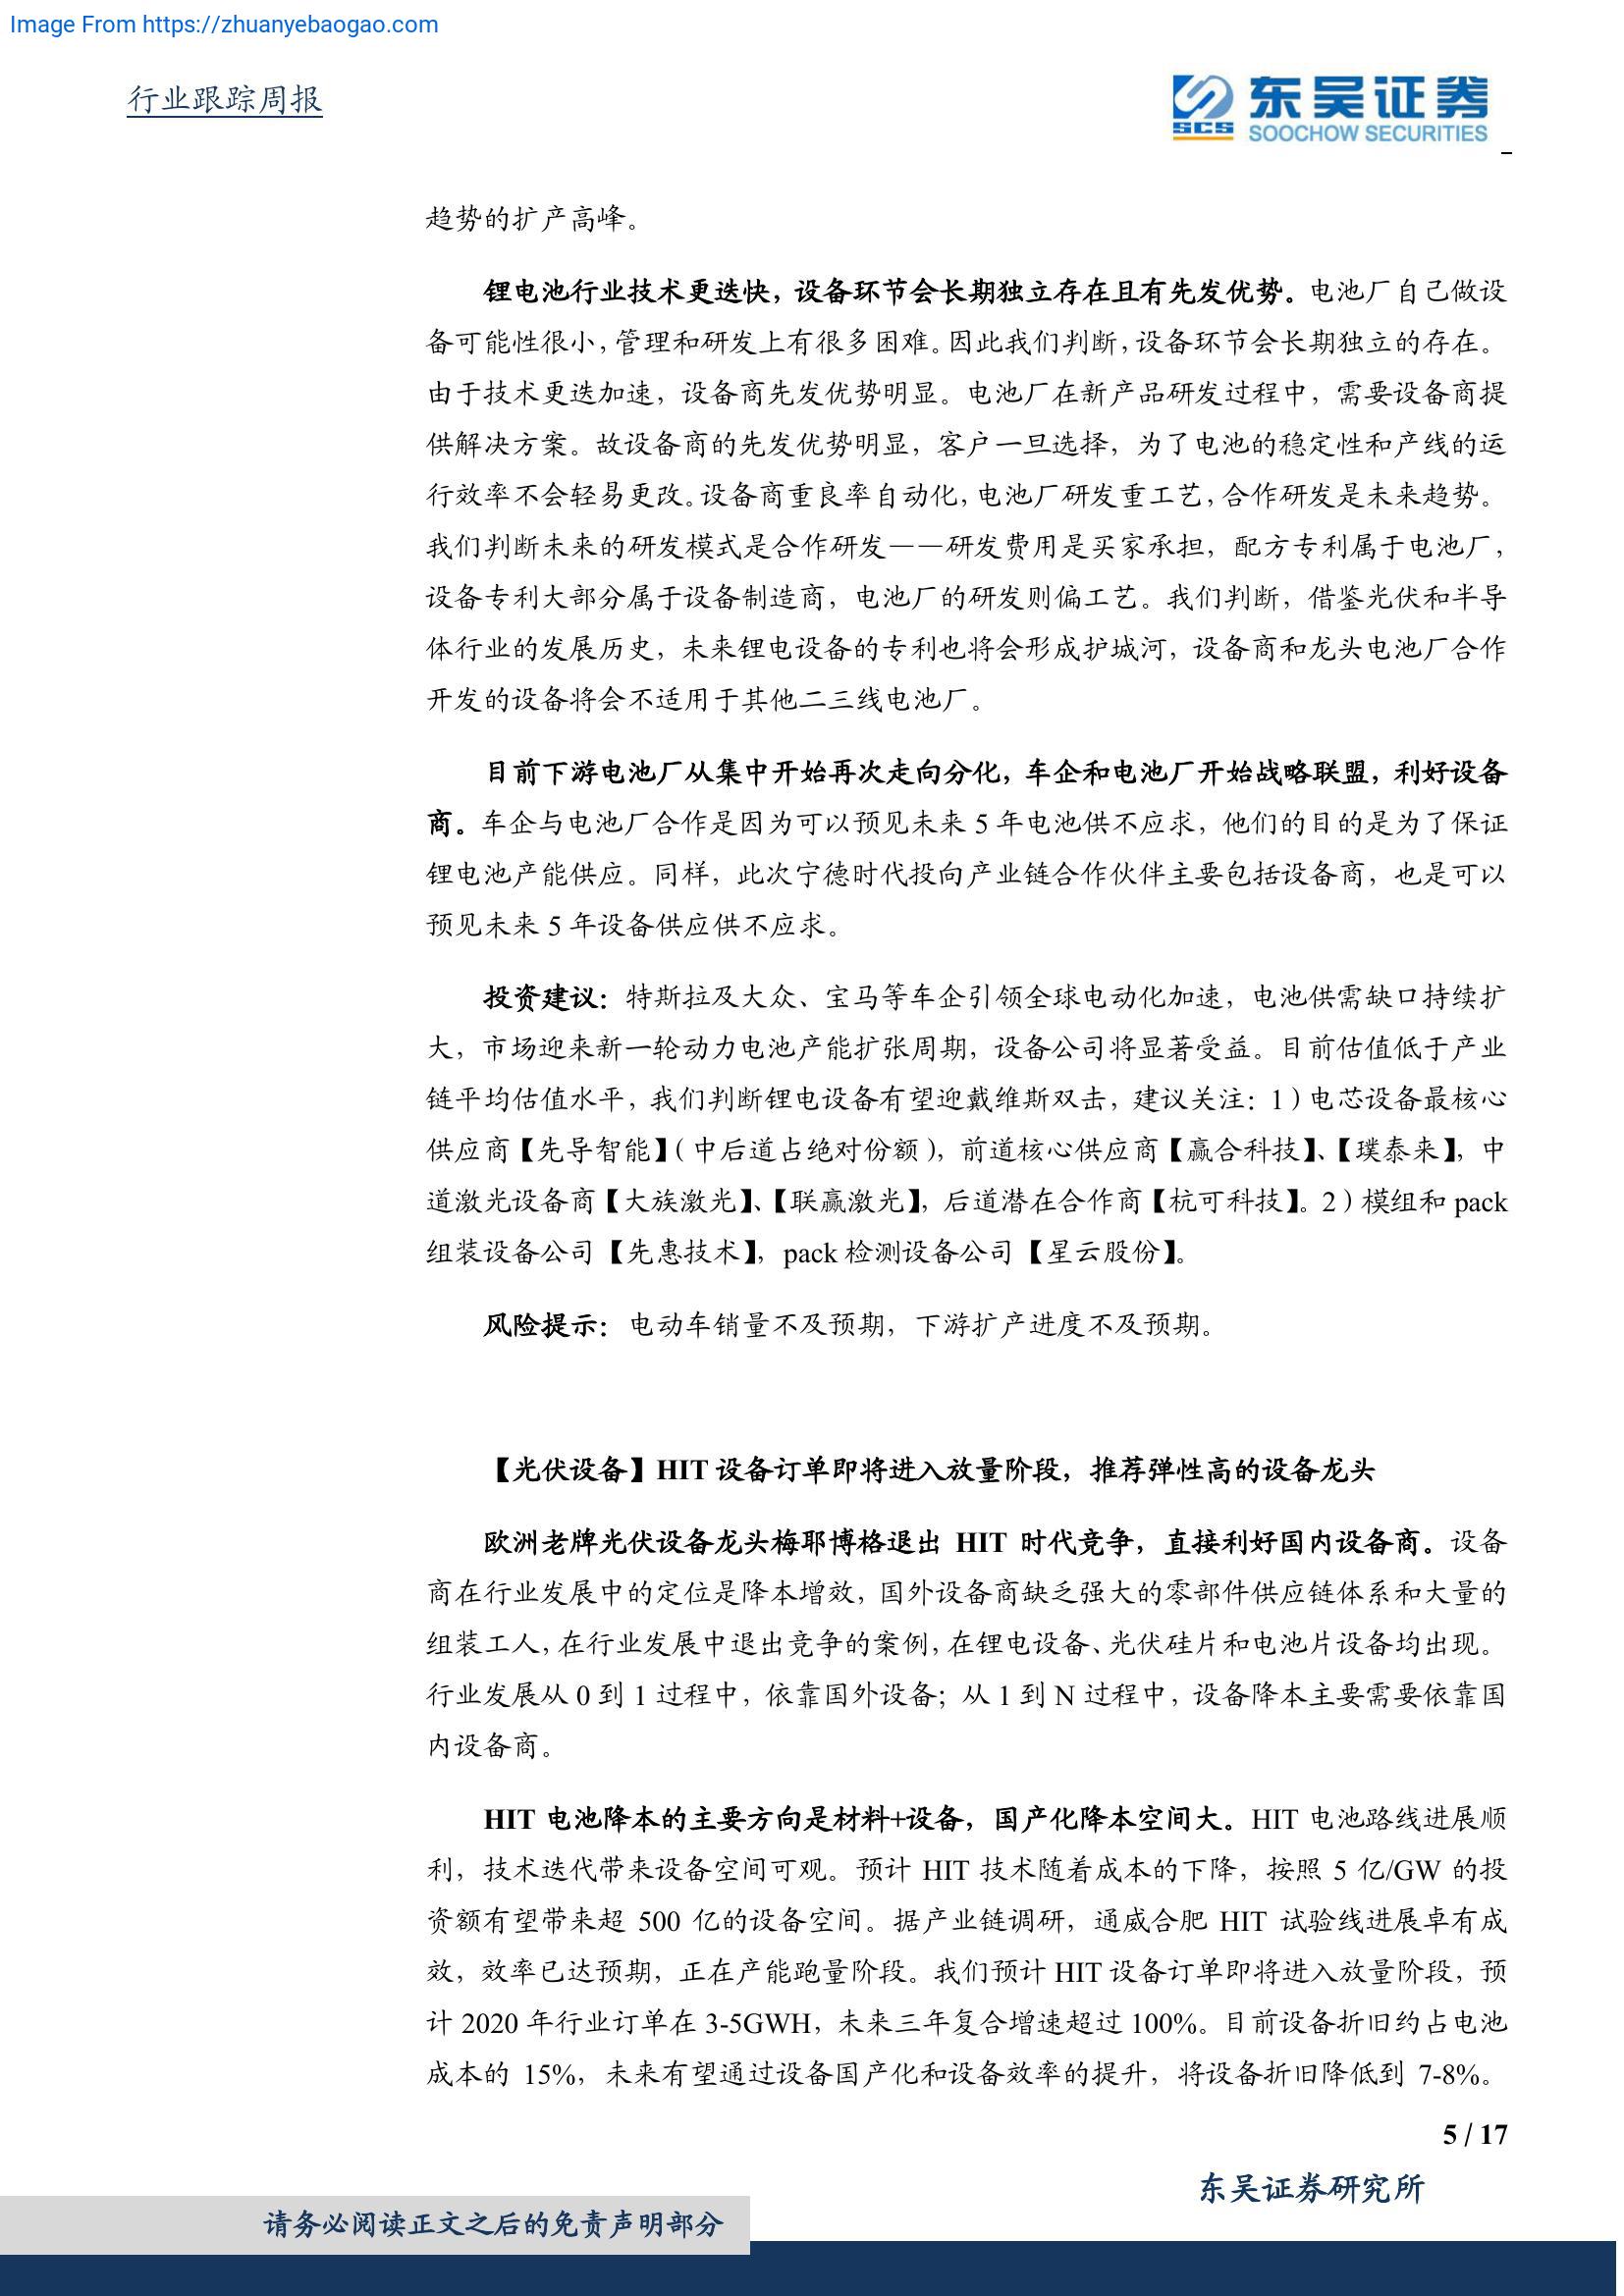 Image From https://zhuanyebaogao.com
行业跟踪周报
东吴证券
SCS
SOOCHOW SECURITIES
趋势的扩产高峰。
锂电池行业技术更迭快，设备环节会长期独立存在且有先发优势。电池厂自己做设
备可能性很小，管理和研发上有很多困难。因此我们判断，设备环节会长期独立的存在。
由于技术更迭加速，设备商先发优势明显。电池厂在新产品研发过程中，需要设备商提
供解决方案。故设备商的先发优势明显，客户一旦选择，为了电池的稳定性和产线的运
行效率不会轻易更改。设备商重良率自动化，电池厂研发重工艺，合作研发是未来趋势。
我们判断未来的研发模式是合作研发——研发费用是买家承担，配方专利属于电池厂，
设备专利大部分属于设备制造商，电池厂的研发则偏工艺。我们判断，借鉴光伏和半导
体行业的发展历史，未来锂电设备的专利也将会形成护城河，设备商和龙头电池厂合作
开发的设备将会不适用于其他二三线电池厂。
目前下游电池厂从集中开始再次走向分化，车企和电池厂开始战略联盟，利好设备
商。车企与电池厂合作是因为可以预见未来 5 年电池供不应求，他们的目的是为了保证
锂电池产能供应。同样，此次宁德时代投向产业链合作伙伴主要包括设备商，也是可以
预见未来 5 年设备供应供不应求。
投资建议：特斯拉及大众、宝马等车企引领全球电动化加速，电池供需缺口持续扩
大，市场迎来新一轮动力电池产能扩张周期，设备公司将显著受益。目前估值低于产业
链平均估值水平，我们判断锂电设备有望迎戴维斯双击，建议关注：1）电芯设备最核心
供应商【先导智能】（中后道占绝对份额），前道核心供应商【赢合科技】、【璞泰来】，中
道激光设备商【大族激光】、【联赢激光】，后道潜在合作商【杭可科技】。2）模组和 pack
组装设备公司【先惠技术】，pack 检测设备公司【星云股份】。
风险提示：电动车销量不及预期，下游扩产进度不及预期。
【光伏设备】HIT 设备订单即将进入放量阶段，推荐弹性高的设备龙头
欧洲老牌光伏设备龙头梅耶博格退出 HIT 时代竞争，直接利好国内设备商。设备
商在行业发展中的定位是降本增效，国外设备商缺乏强大的零部件供应链体系和大量的
组装工人，在行业发展中退出竞争的案例，在锂电设备、光伏硅片和电池片设备均出现。
行业发展从 0 到 1 过程中，依靠国外设备；从 1 到 N 过程中，设备降本主要需要依靠国
内设备商。
HIT 电池降本的主要方向是材料+设备，国产化降本空间大。HIT 电池路线进展顺
利，技术迭代带来设备空间可观。预计 HIT 技术随着成本的下降，按照 5 亿/GW 的投
资额有望带来超 500 亿的设备空间。据产业链调研，通威合肥 HIT 试验线进展卓有成
效，效率已达预期，正在产能跑量阶段。我们预计 HIT 设备订单即将进入放量阶段，预
计 2020 年行业订单在 3-5GWH，未来三年复合增速超过 100%。目前设备折旧约占电池
成本的 15%，未来有望通过设备国产化和设备效率的提升，将设备折旧降低到 7-8%。
5 / 17
东吴证券研究所
请务必阅读正文之后的免责声明部分